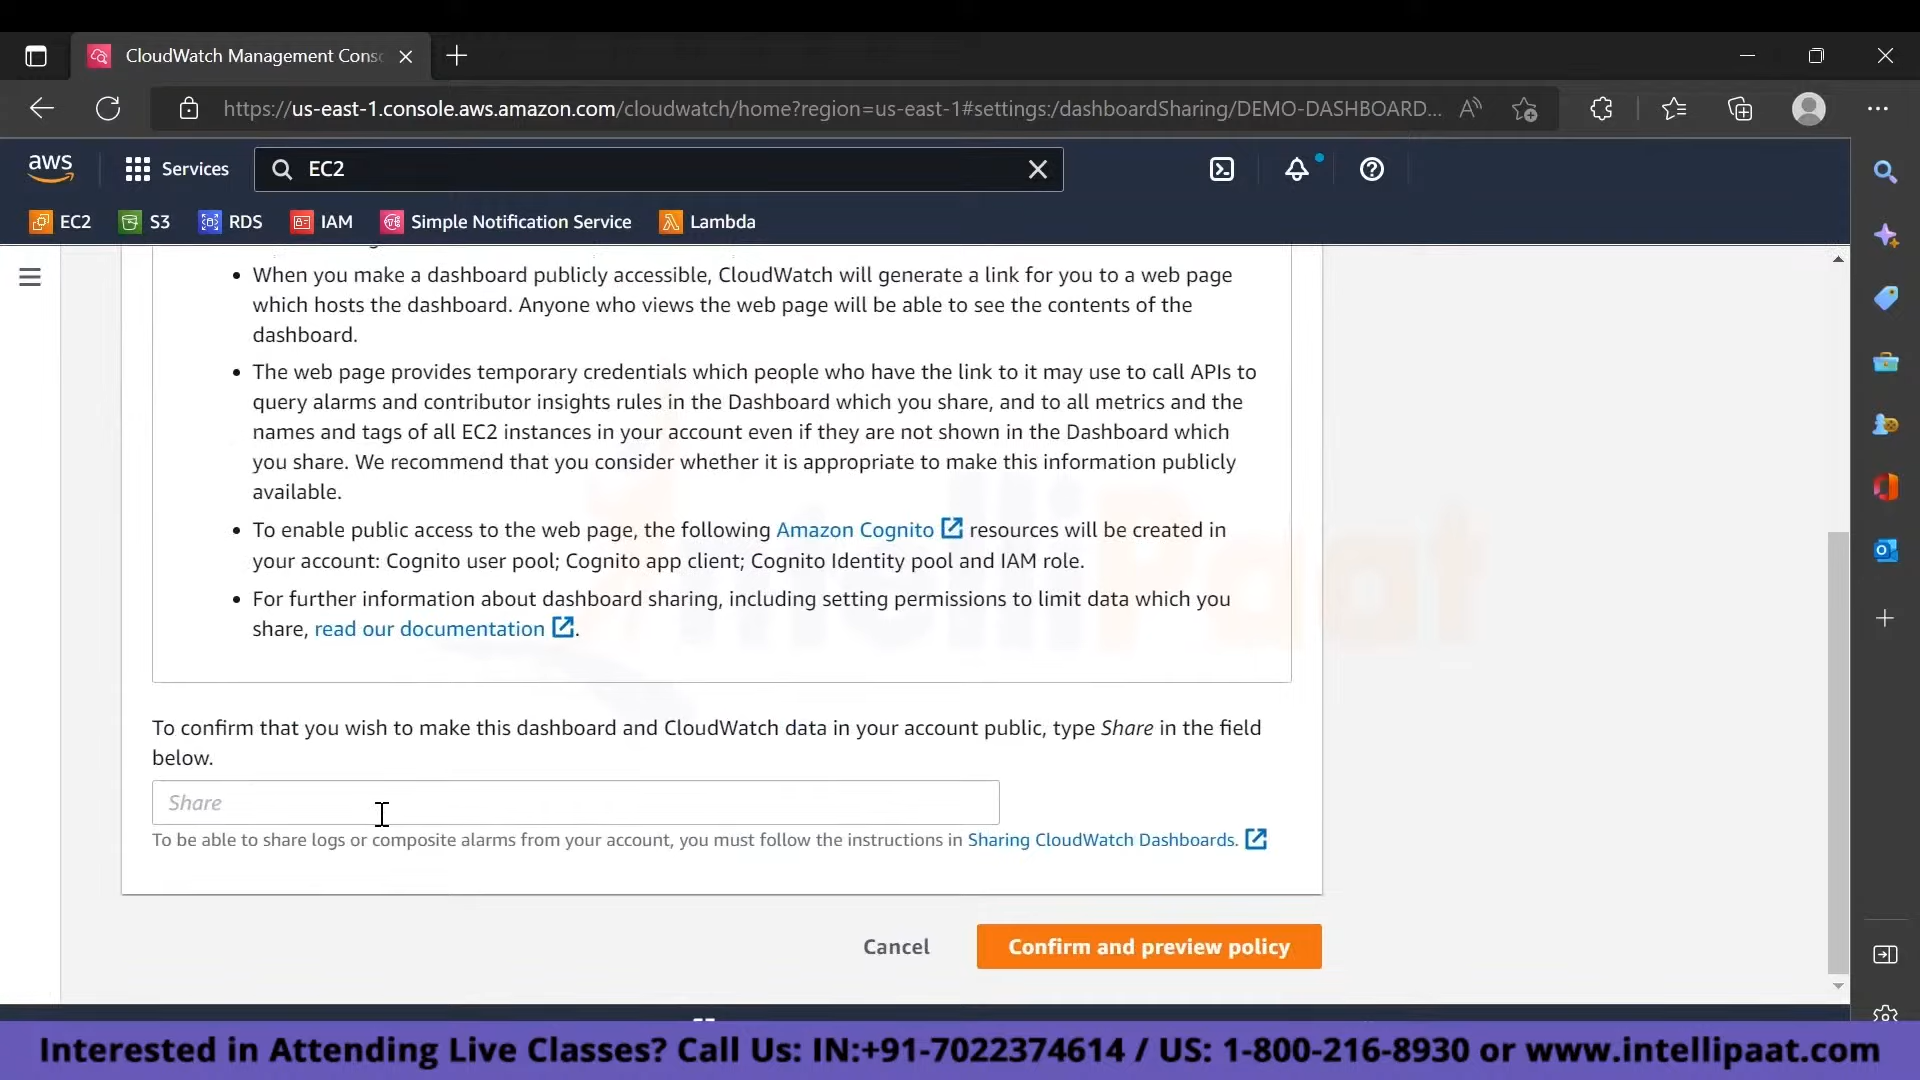 CloudWatch Management Cons
https://us-east-1.console.aws.amazon.com/cloudwatch/home?region=us-east-1#settings:/dashboardSharing/DEMO-DASHBOARD...
aws
Services
EC2
EC2
S3
RDS
IAM
Simple Notification Service
Lambda
• When you make a dashboard publicly accessible, CloudWatch will generate a link for you to a web page
which hosts the dashboard. Anyone who views the web page will be able to see the contents of the
dashboard.
• The web page provides temporary credentials which people who have the link to it may use to call APIs to
query alarms and contributor insights rules in the Dashboard which you share, and to all metrics and the
names and tags of all EC2 instances in your account even if they are not shown in the Dashboard which
you share. We recommend that you consider whether it is appropriate to make this information publicly
available.
• To enable public access to the web page, the following Amazon Cognito resources will be created in
your account: Cognito user pool; Cognito app client; Cognito Identity pool and IAM role.
• For further information about dashboard sharing, including setting permissions to limit data which you
share, read our documentation.
IntelliPaat
To confirm that you wish to make this dashboard and CloudWatch data in your account public, type Share in the field
below.
Share
To be able to share logs or composite alarms from your account, you must follow the instructions in Sharing CloudWatch Dashboards.
Cancel
Confirm and preview policy
Interested in Attending Live Classes? Call Us: IN:+91-7022374614 / US: 1-800-216-8930 or www.intellipaat.com